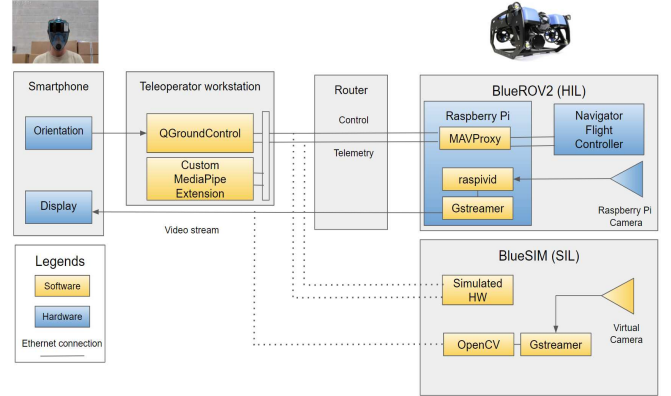 Smartphone
Orientation
Display
Teleoperator workstation
QGroundControl
Custom
MediaPipe
Extension
Router
Control
Telemetry
Video stream
BlueROV2 (HIL)
Raspberry Pi
MAVProxy
raspivid
Gstreamer
Navigator
Flight
Controller
Raspberry Pi
Camera
Legends
Software
Hardware
Ethernet connection
BlueSIM (SIL)
Simulated
HW
OpenCV
Gstreamer
Virtual
Camera